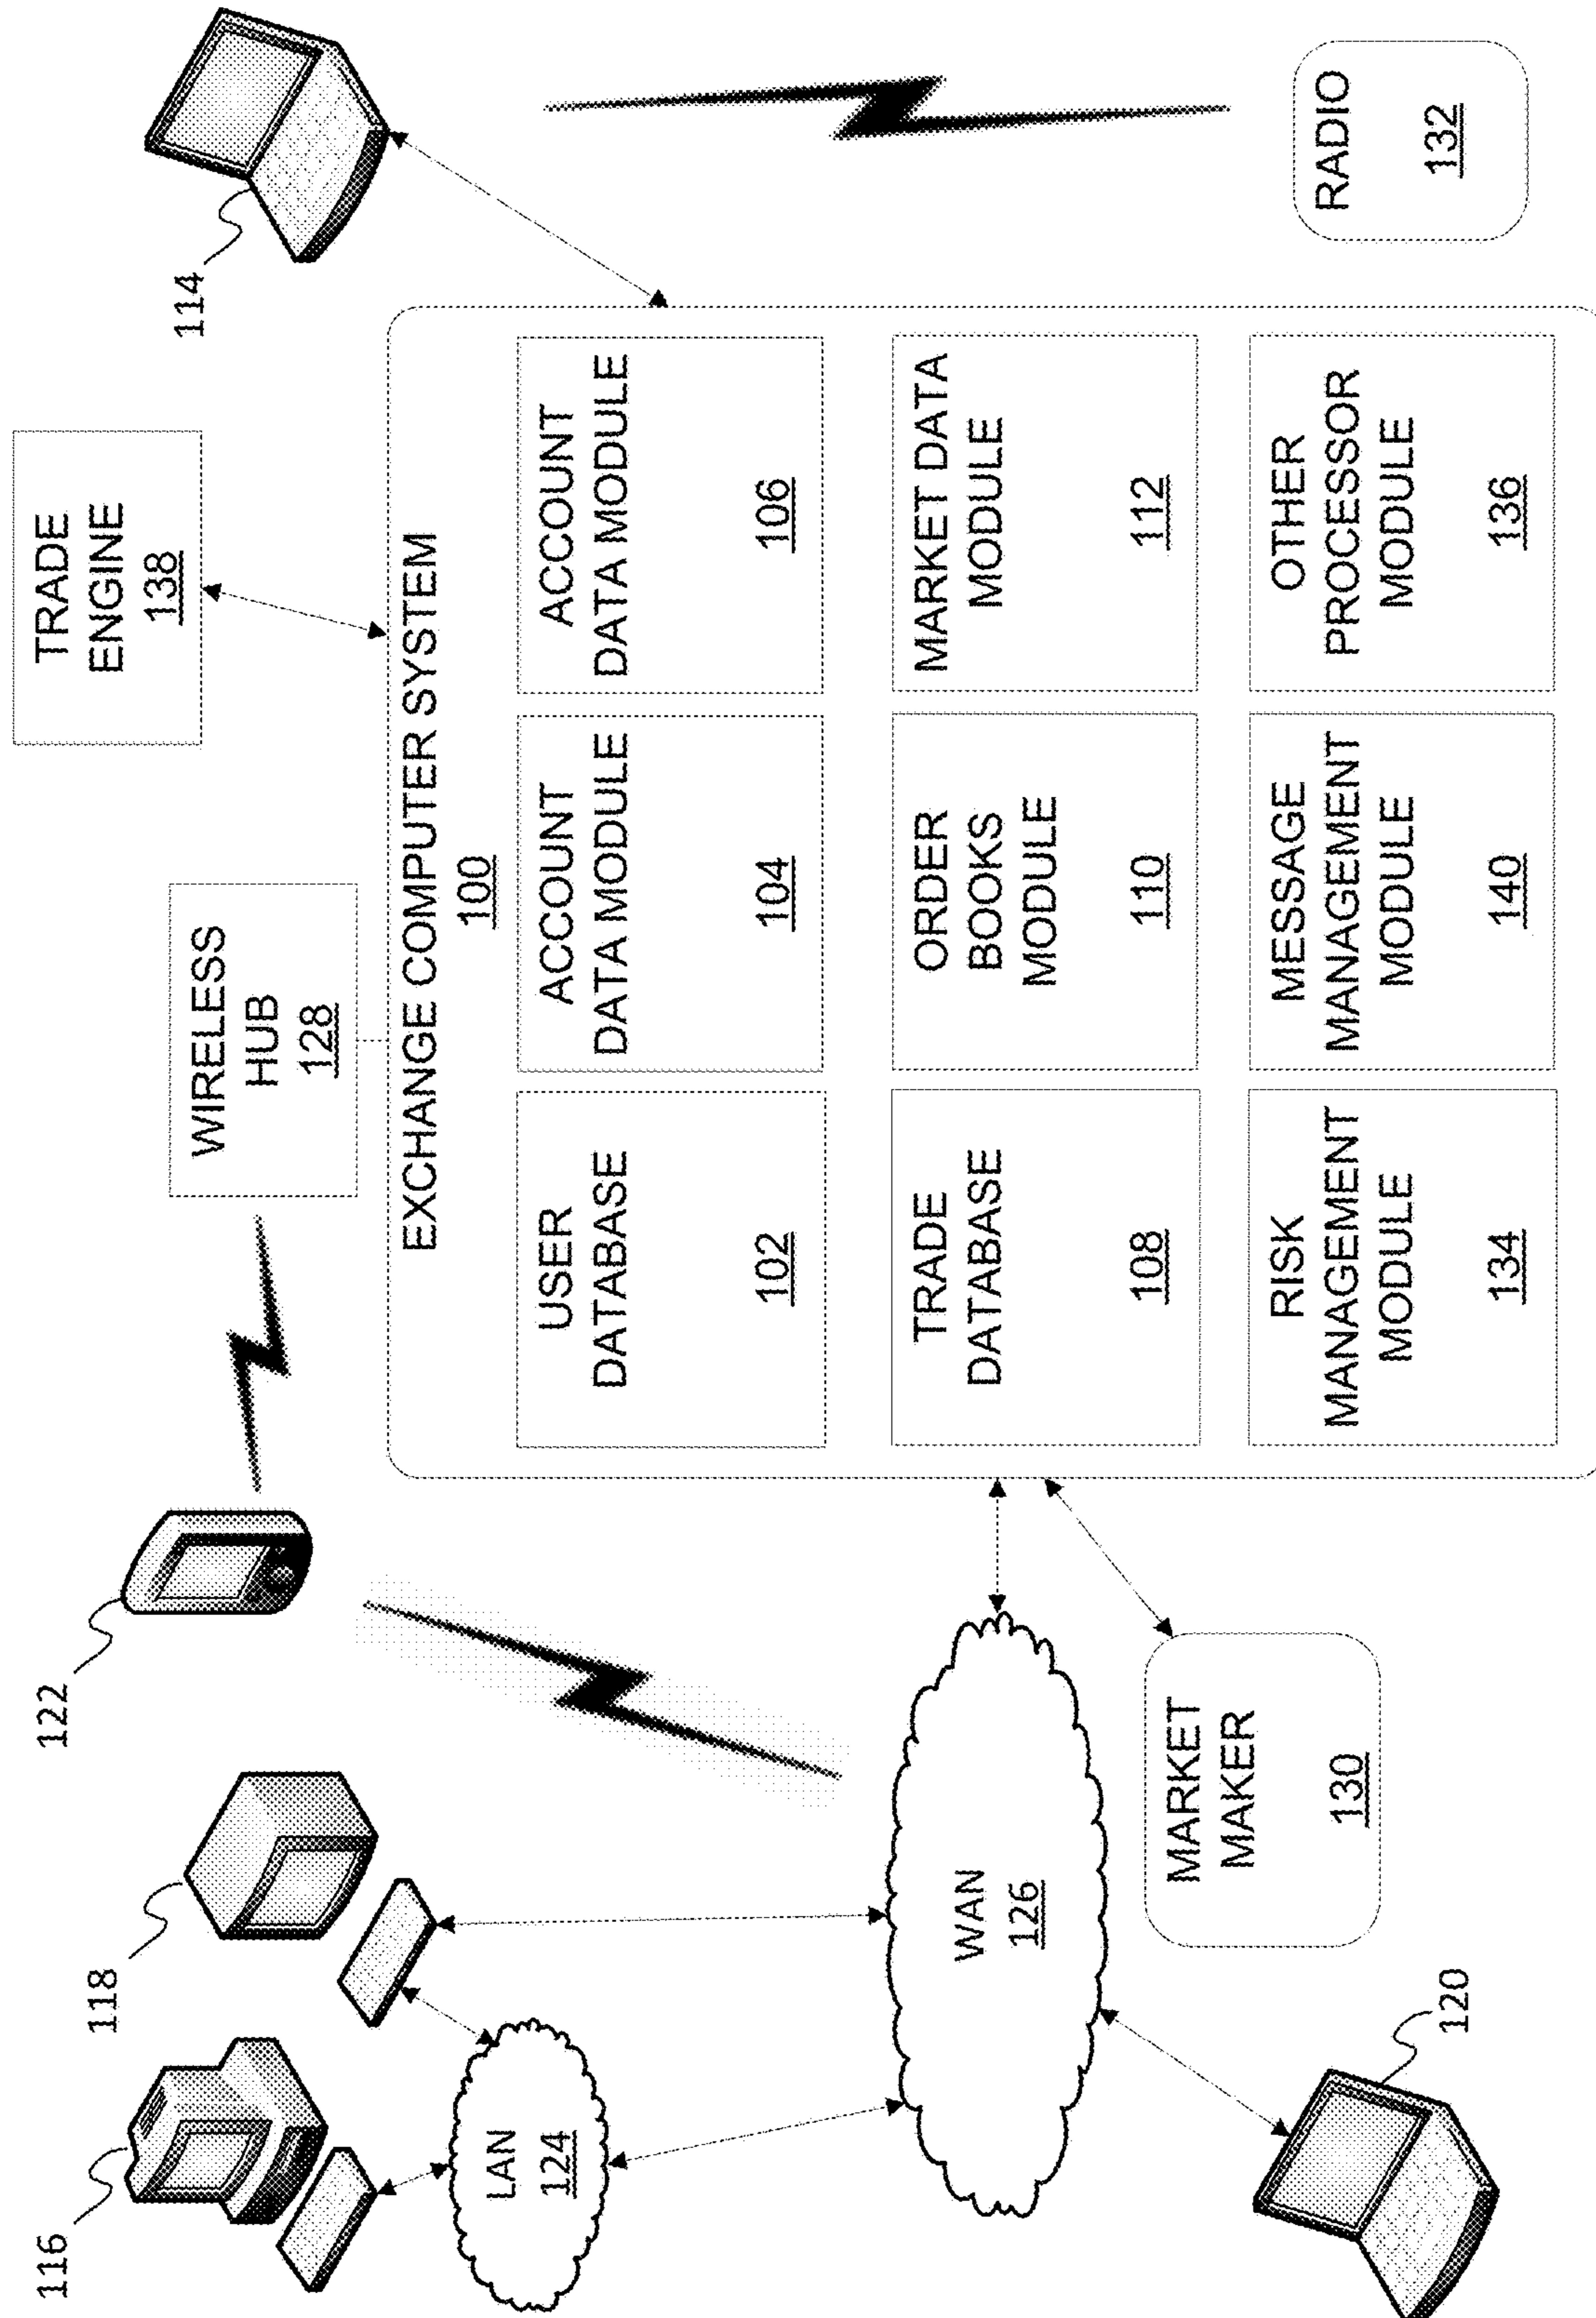 116
118
122
WIRELESS
HUB
128
TRADE
ENGINE
138
114
LAN
124
WAN
126
120
MARKET
MAKER
130
EXCHANGE COMPUTER SYSTEM
100
USER
DATABASE
102
ACCOUNT
DATA MODULE
104
ACCOUNT
DATA MODULE
106
TRADE
DATABASE
108
ORDER
BOOKS
MODULE
110
MARKET DATA
MODULE
112
RISK
MANAGEMENT
MODULE
134
MESSAGE
MANAGEMENT
MODULE
140
OTHER
PROCESSOR
MODULE
136
RADIO
132